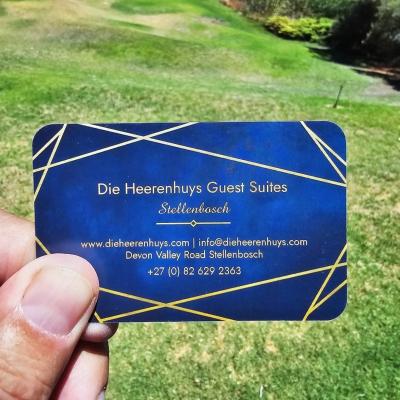 Die Heerenhuys Guest Suites
Stellenbosch
www.dieheerenhuys.com | info@dieheerenhuys.com
Devon Valley Road Stellenbosch
+27 (0) 82 629 2363